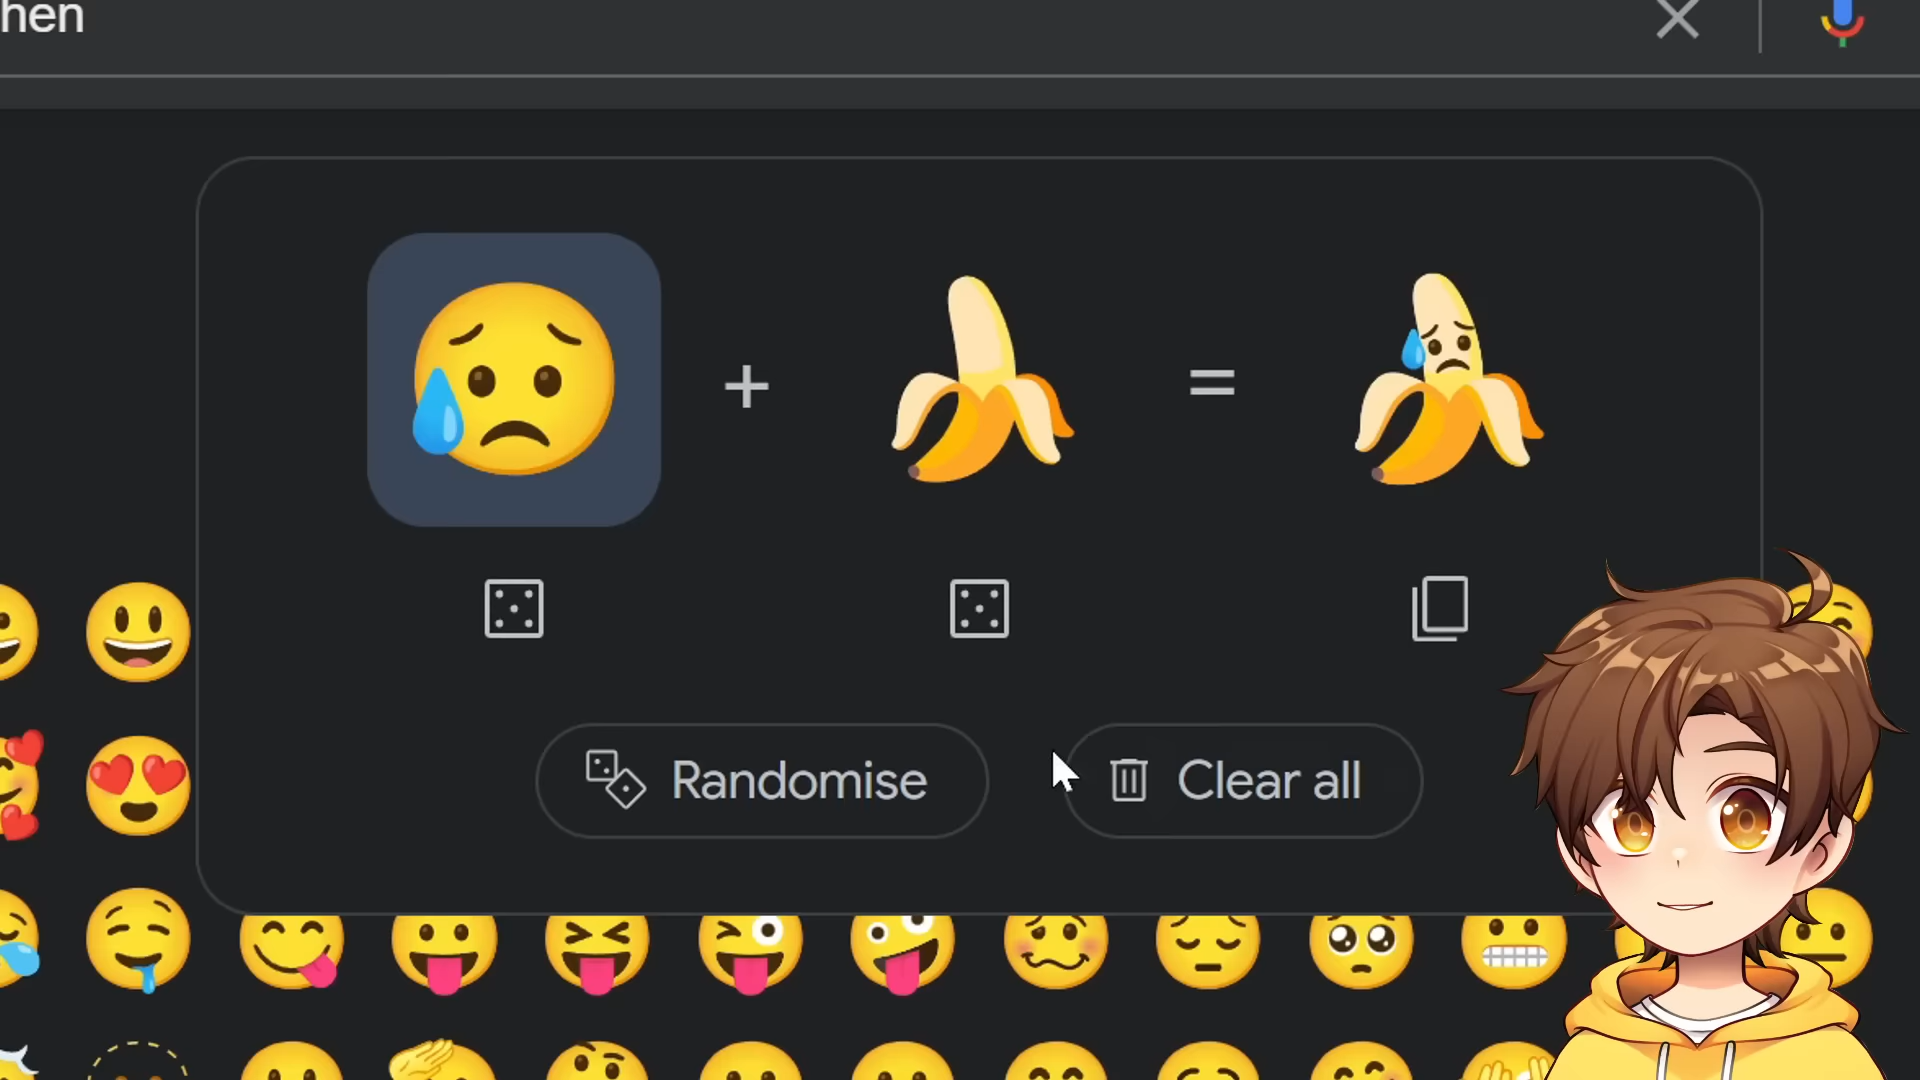 hen
+
=
Randomise
Clear all